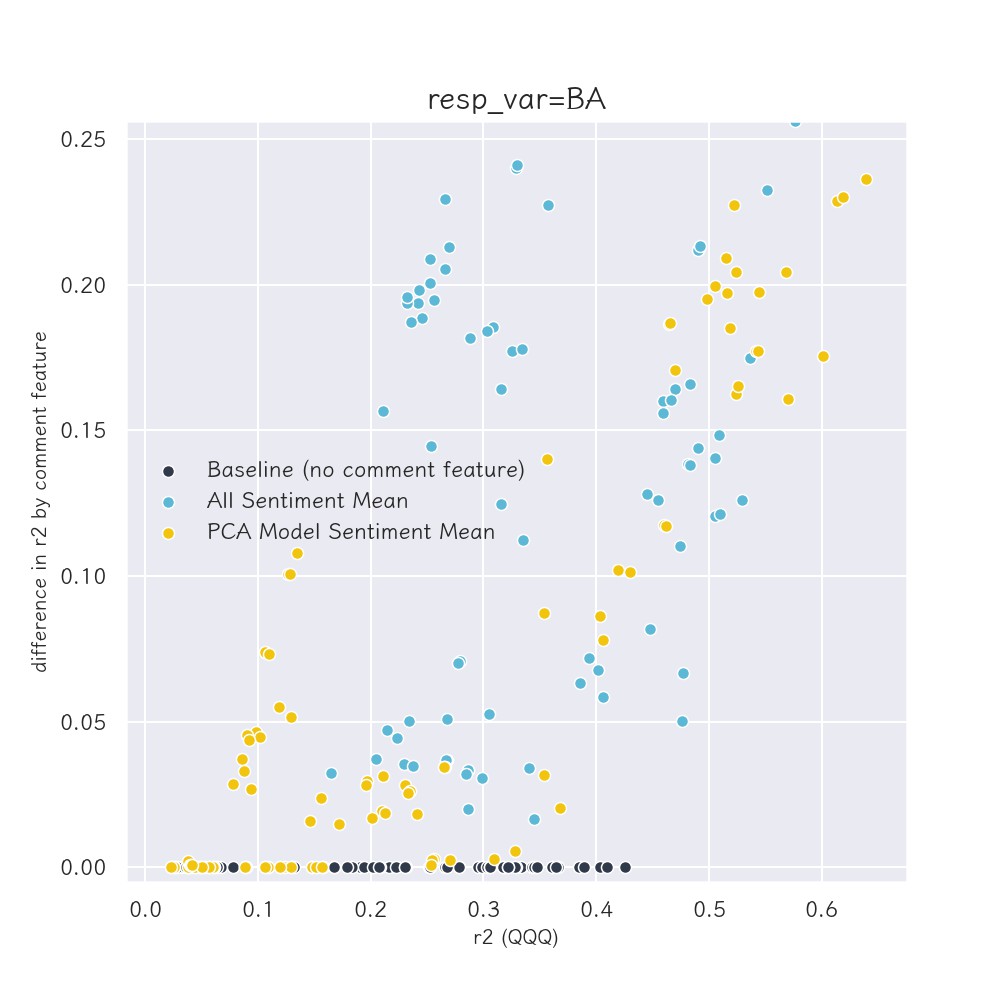 resp_var=BA
0.25
0.20
0.15
0.10
0.05
0.00
difference in r2 by comment feature
Baseline (no comment feature)
All Sentiment Mean
PCA Model Sentiment Mean
0.0 0.1 0.2 0.3 0.4 0.5 0.6
r2 (QQQ)